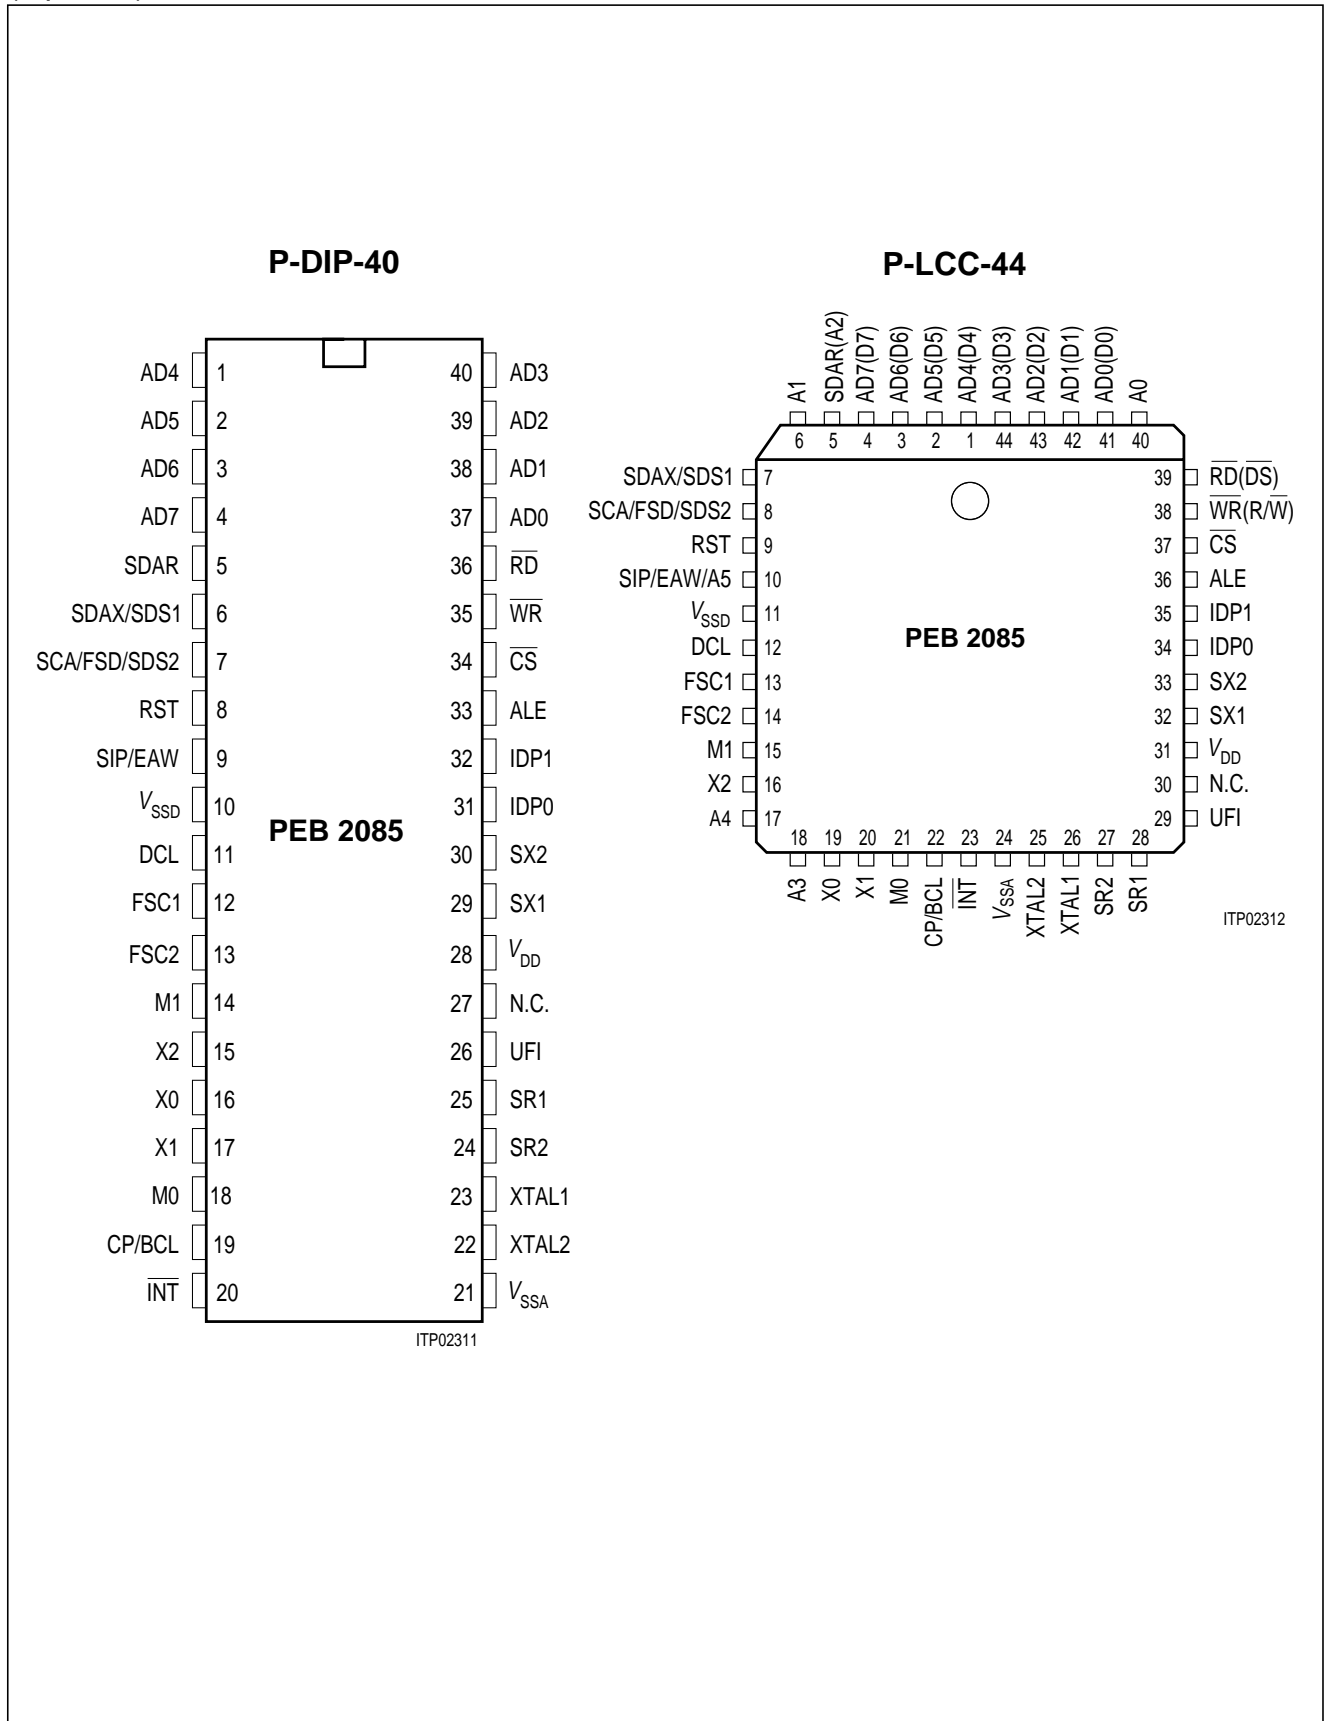 P-DIP-40
AD4 1 40 AD3
AD5 2 39 AD2
AD6 3 38 AD1
AD7 4 37 AD0
SDAR 5 36 RD
SDAX/SDS1 6 35 WR
SCA/FSD/SDS2 7 34 CS
RST 8 33 ALE
SIP/EAW 9 32 IDP1
VSSD 10 31 IDP0
PEB 2085
DCL 11 30 SX2
FSC1 12 29 SX1
FSC2 13 28 VDD
M1 14 27 N.C.
X2 15 26 UFI
X0 16 25 SR1
X1 17 24 SR2
M0 18 23 XTAL1
CP/BCL 19 22 XTAL2
INT 20 21 VSSA
ITP02311
P-LCC-44
A1 SDAR(A2) AD7(D7) AD6(D6) AD5(D5) AD4(D4) AD3(D3) AD2(D2) AD1(D1) AD0(D0) A0
6 5 4 3 2 1 44 43 42 41 40
SDAX/SDS1 7 39 RD(DS)
SCA/FSD/SDS2 8 38 WR(R/W)
RST 9 37 CS
SIP/EAW/A5 10 36 ALE
VSSD 11 35 IDP1
PEB 2085
DCL 12 34 IDP0
FSC1 13 33 SX2
FSC2 14 32 SX1
M1 15 31 VDD
X2 16 30 N.C.
A4 17 29 UFI
18 19 20 21 22 23 24 25 26 27 28
A3 X0 X1 M0 CP/BCL INT VSSA XTAL2 XTAL1 SR2 SR1
ITP02312